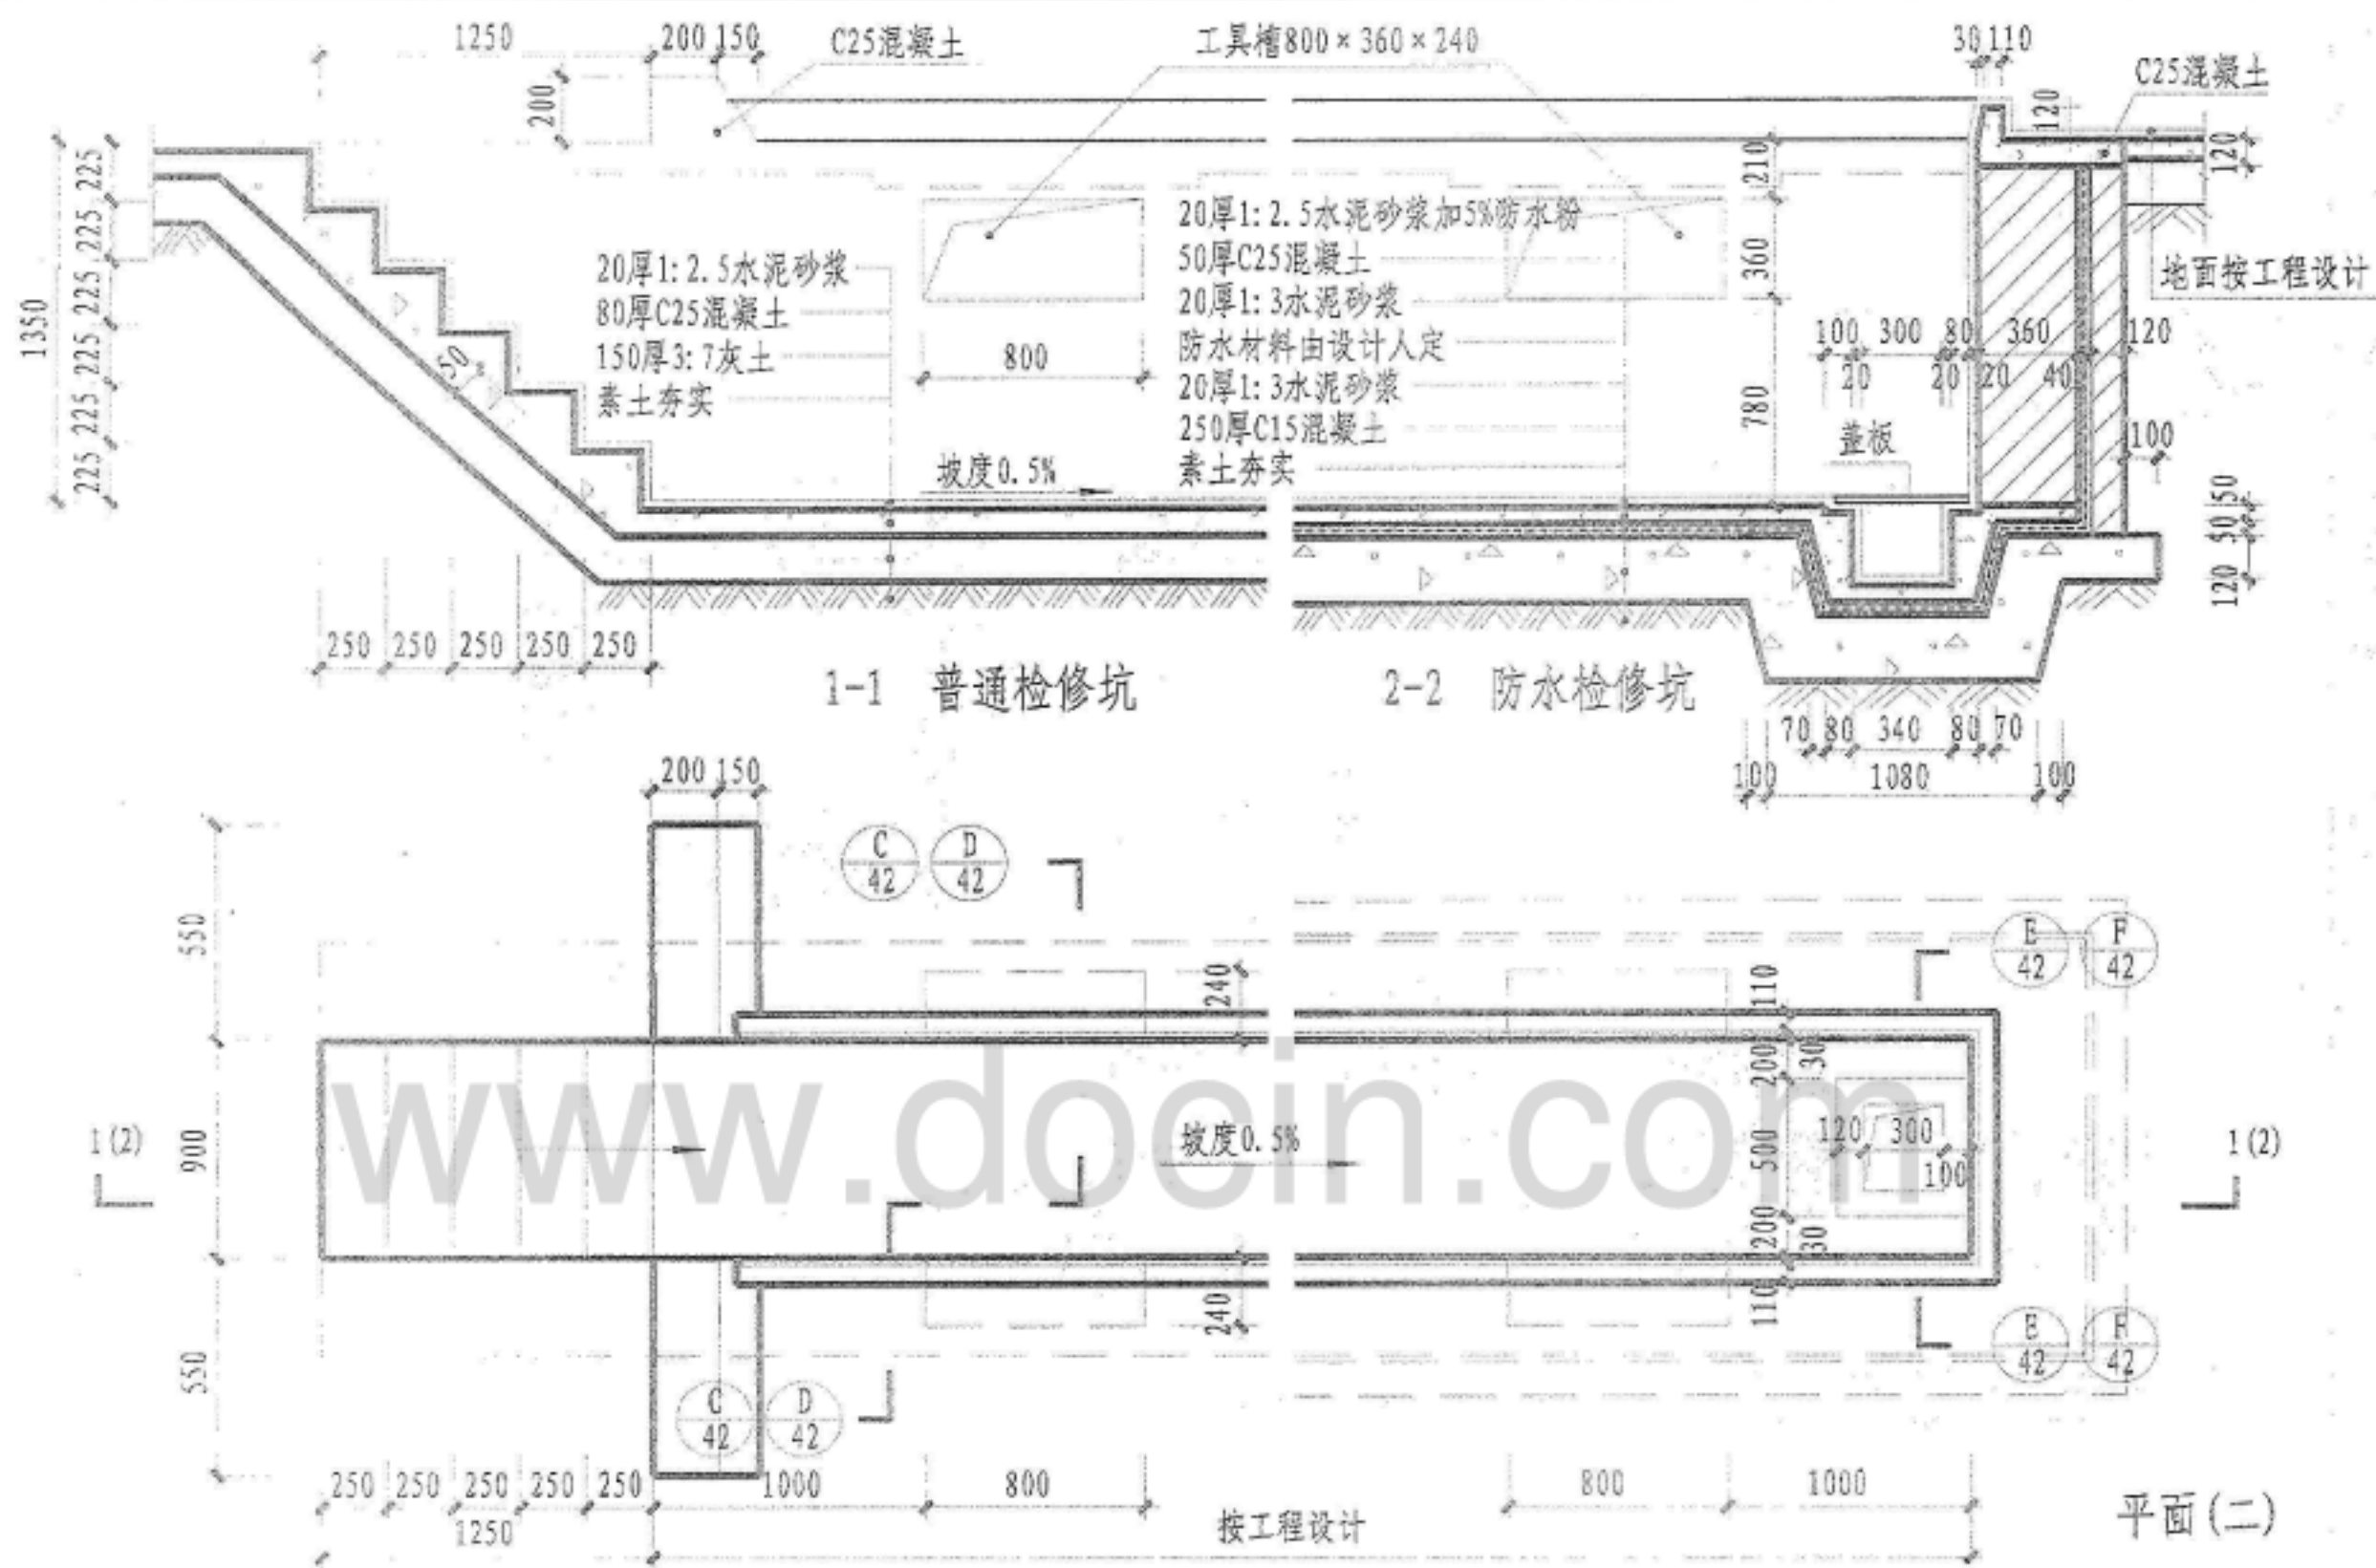 1250
200 150
C25混凝土
工具槽800×360×240
30 110
C25混凝土
200
120
120
1350
225
225
225
225
225
225
50
20厚1:2.5水泥砂浆
80厚C25混凝土
150厚3:7灰土
素土夯实
800
坡度0.5%
20厚1:2.5水泥砂浆加5%防水粉
50厚C25混凝土
20厚1:3水泥砂浆
防水材料由设计人定
20厚1:3水泥砂浆
250厚C15混凝土
素土夯实
210
360
780
地面按工程设计
100 300 80 360 120
20 20 20 40
盖板
100
50
50
120
250 250 250 250 250
1-1 普通检修坑
2-2 防水检修坑
70 80 340 80 70
100 1080 100
200 150
C
42
D
42
E
42
F
42
550
900
550
240
110
200
30
500
120 300
100
200
30
110
240
1(2)
1(2)
坡度0.5%
www.docin.com
E
42
F
42
C
42
D
42
250 250 250 250 250 1000 800
800 1000
1250
按工程设计
平面(二)